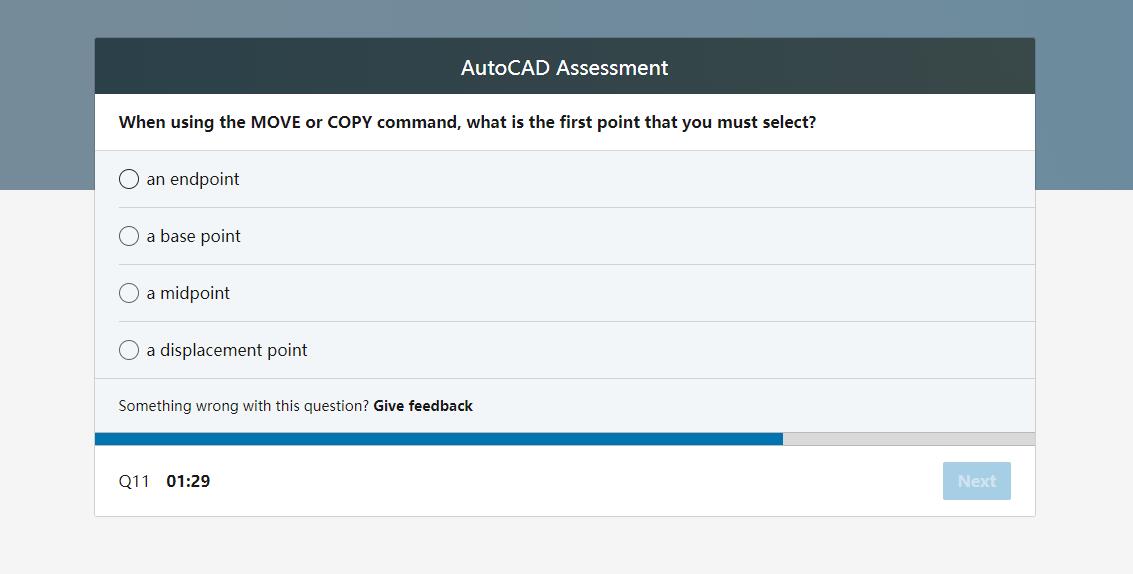 AutoCAD Assessment
When using the MOVE or COPY command, what is the first point that you must select?
an endpoint
a base point
a midpoint
a displacement point
Something wrong with this question? Give feedback
Q11 01:29 Next